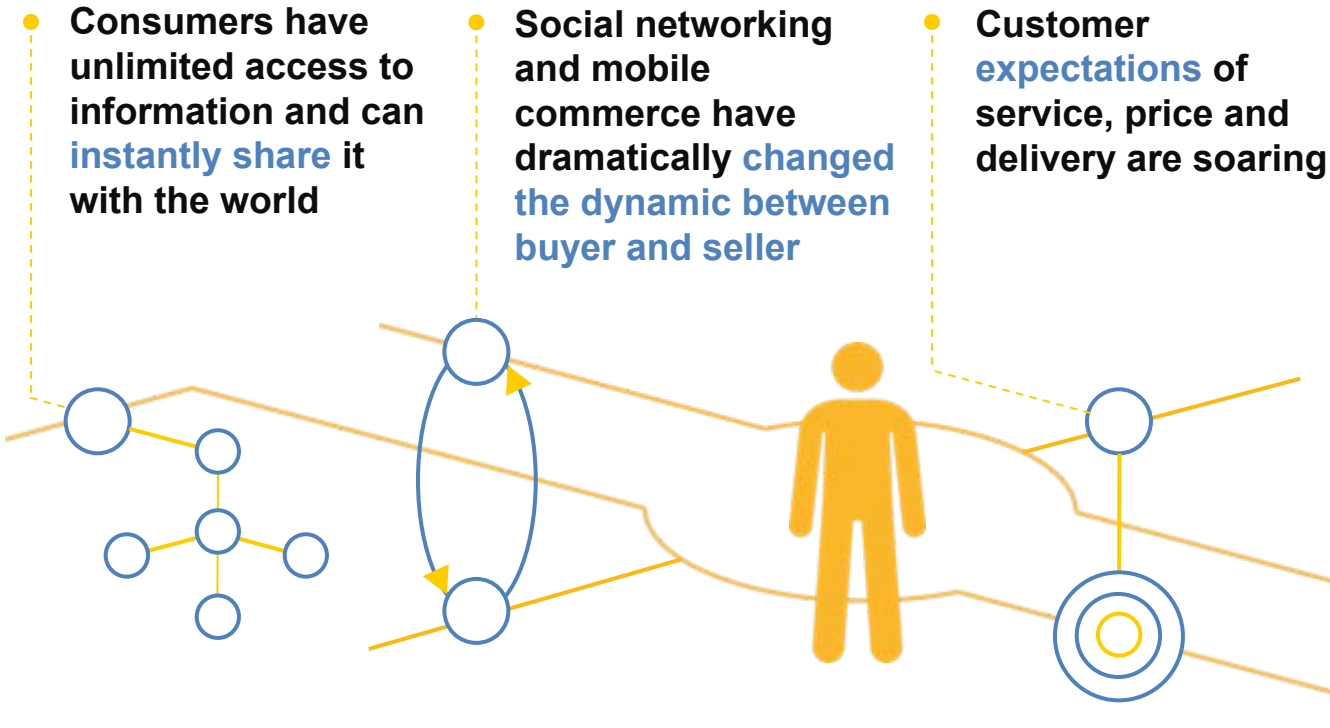 Consumers have
unlimited access to
information and can
instantly share it
with the world
Social networking
and mobile
commerce have
dramatically changed
the dynamic between
buyer and seller
Customer
expectations of
service, price and
delivery are soaring